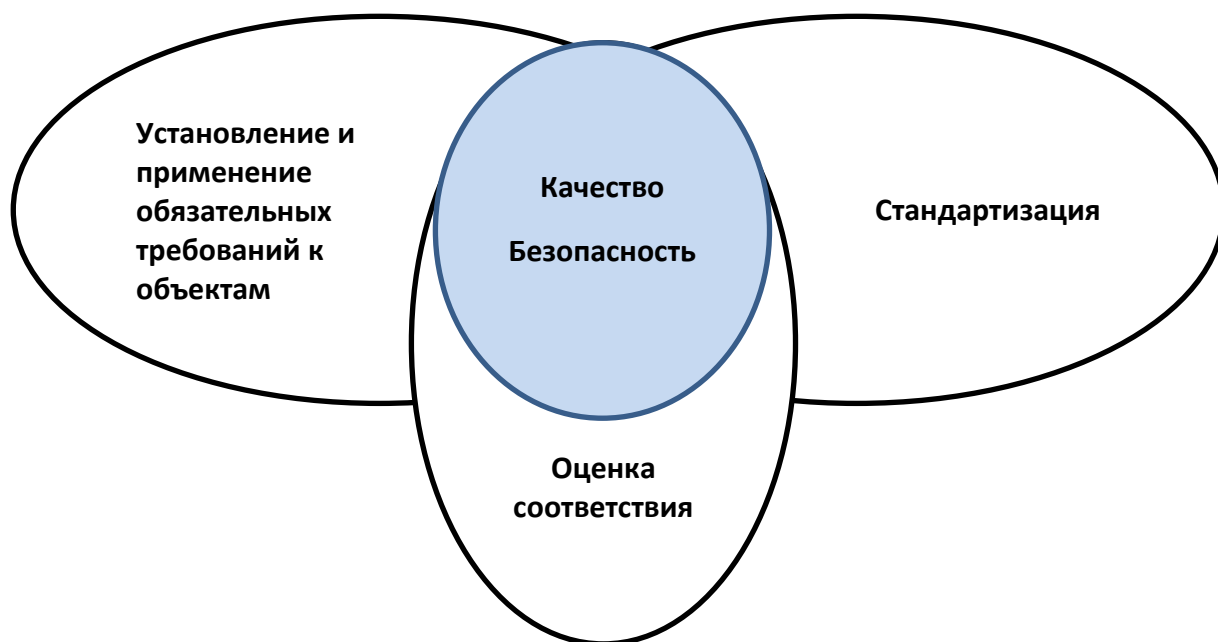 Установление и
применение
обязательных
требований к
объектам
Качество
Безопасность
Стандартизация
Оценка
соответствия